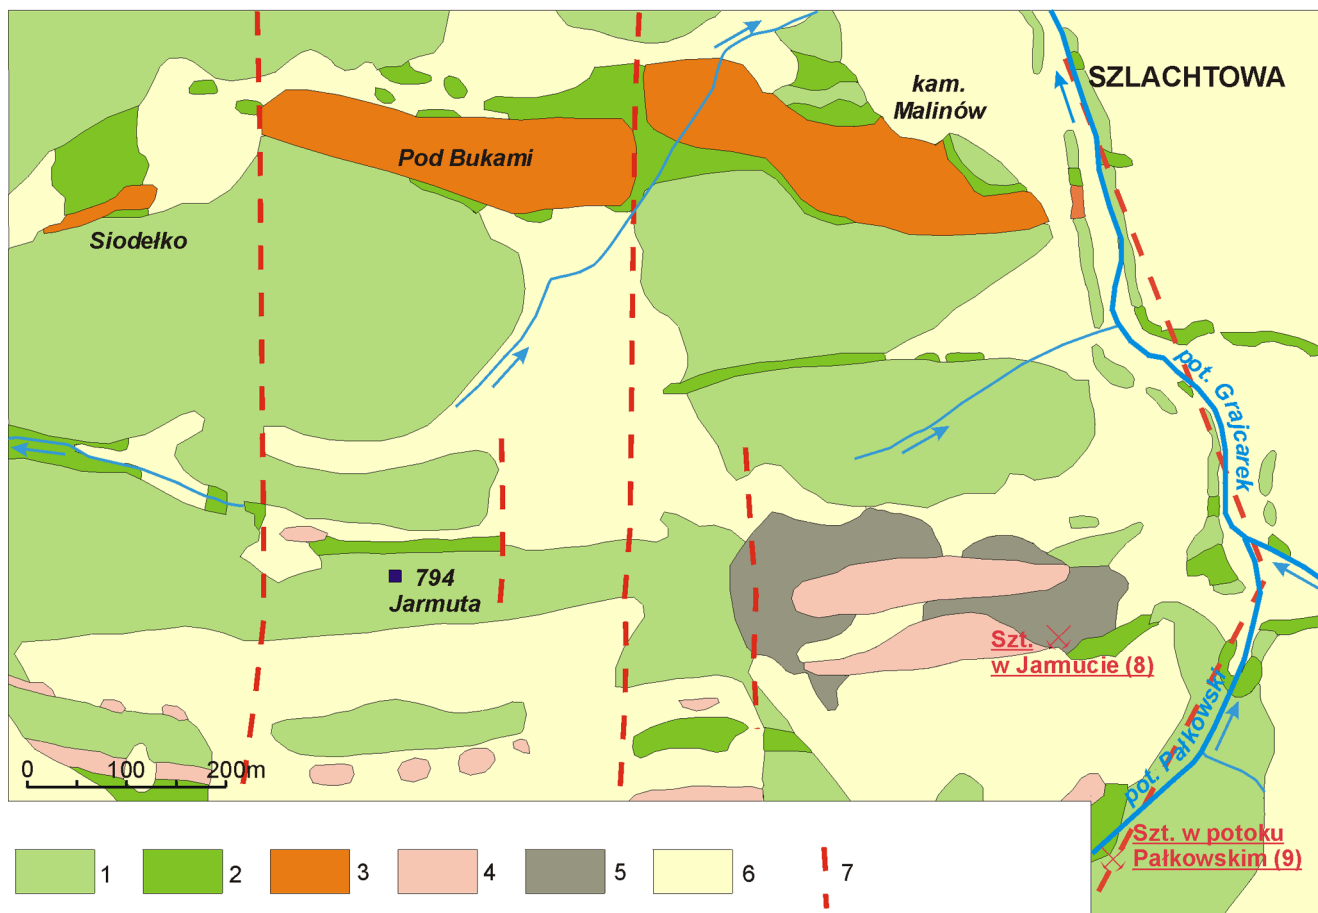 SZLACHTOWA
kam.
Malinów
Pod Bukami
Siodełko
pot. Grajcarek
794
Jarmuta
Szt.
w Jarmucie (8)
pot. Pałkowski
0 100 200m
Szt. w potoku
Pałkowskim (9)
1 2 3 4 5 6 7